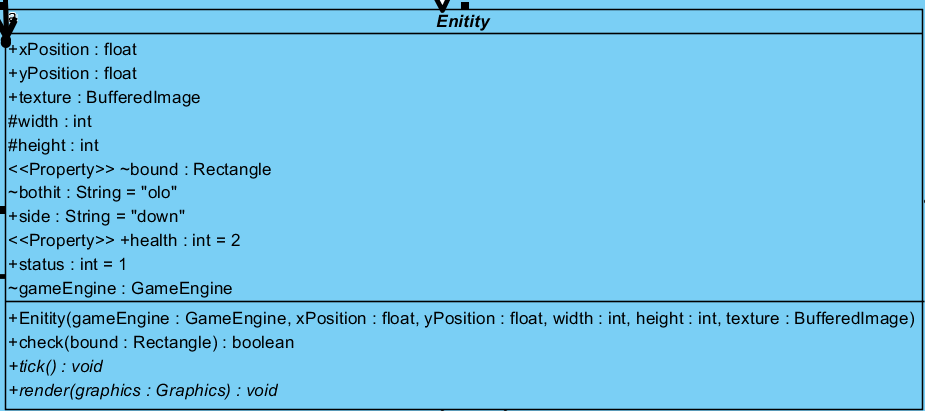 Enitity
+xPosition : float
+yPosition : float
+texture : BufferedImage
#width : int
#height : int
<<Property>> ~bound : Rectangle
~bothit : String = "olo"
+side : String = "down"
<<Property>> +health : int = 2
+status : int = 1
~gameEngine : GameEngine
+Enitity(gameEngine : GameEngine, xPosition : float, yPosition : float, width : int, height : int, texture : BufferedImage)
+check(bound : Rectangle) : boolean
+tick() : void
+render(graphics : Graphics) : void